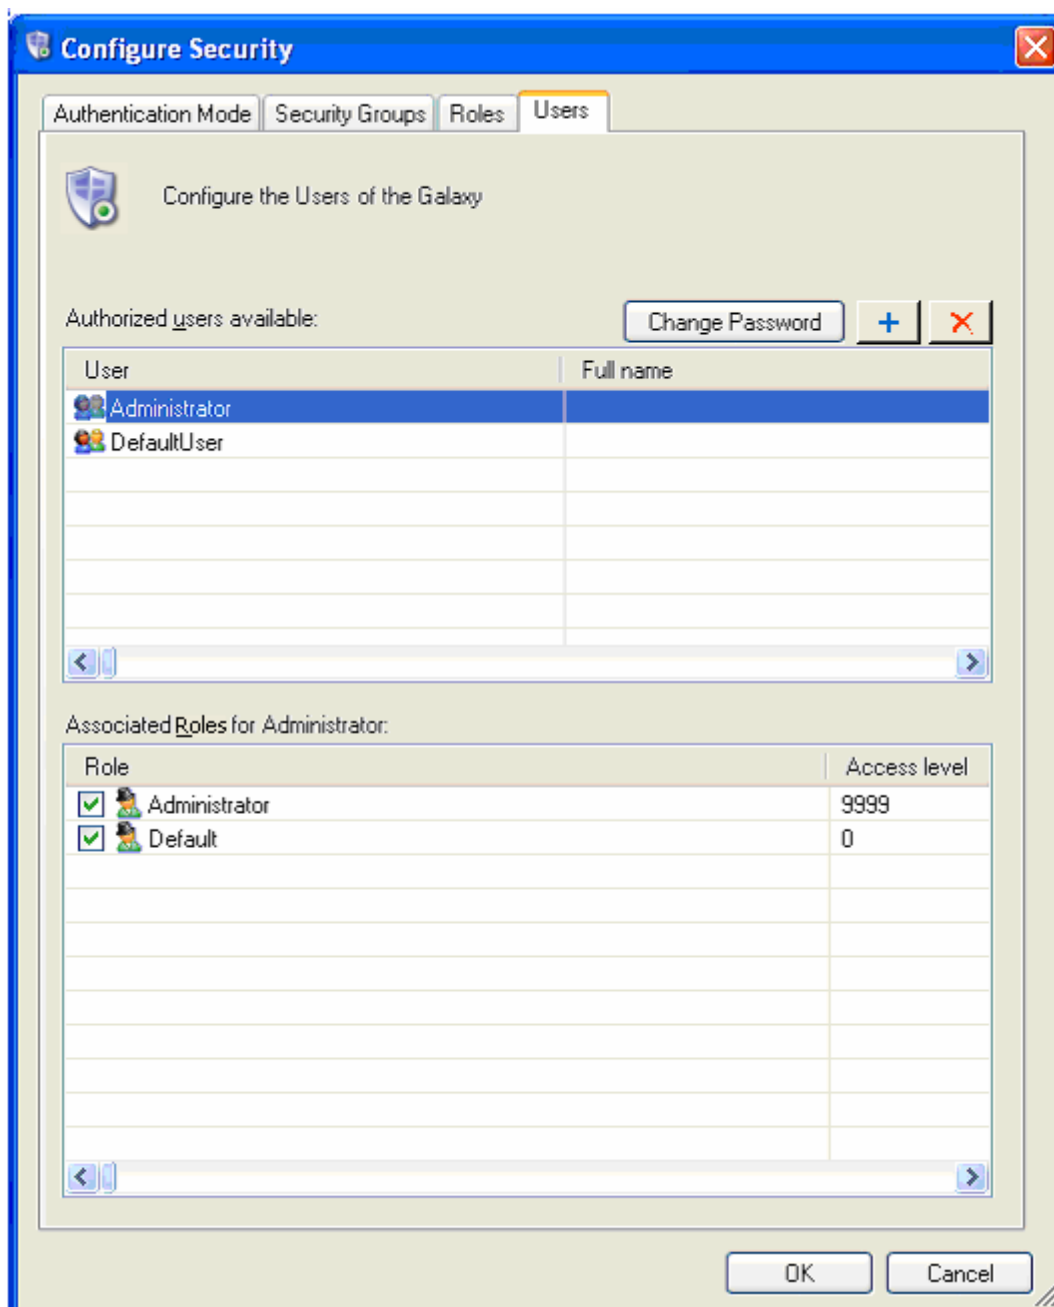 Configure Security
Authentication Mode Security Groups Roles Users
Configure the Users of the Galaxy
Authorized users available: Change Password
User Full name
Administrator
DefaultUser
Associated Roles for Administrator:
Role Access level
Administrator 9999
Default 0
OK Cancel